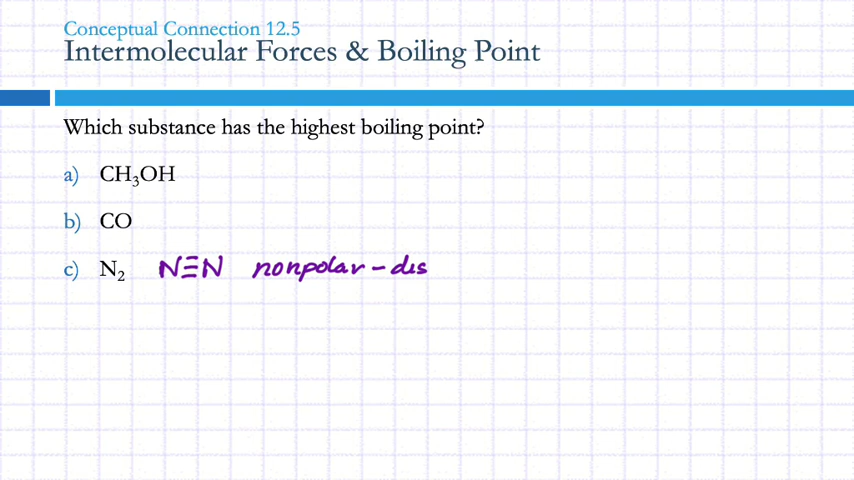 Conceptual Connection 12.5
Intermolecular Forces & Boiling Point
Which substance has the highest boiling point?
a) CH₃OH
b) CO
c) N₂ N≡N nonpolar - dis